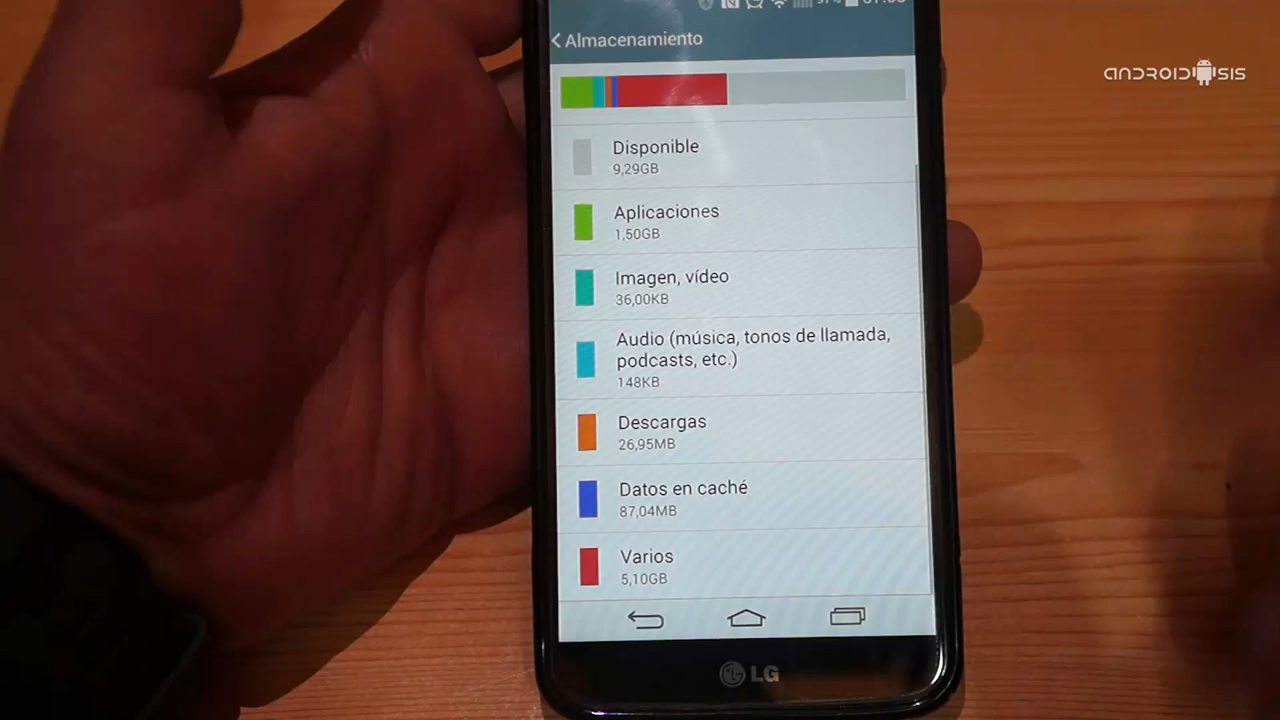 Almacenamiento
ANDROIDSIS
Disponible
9,29GB
Aplicaciones
1,50GB
Imagen, vídeo
36,00KB
Audio (música, tonos de llamada,
podcasts, etc.)
148KB
Descargas
26,95MB
Datos en caché
87,04MB
Varios
5,10GB
LG